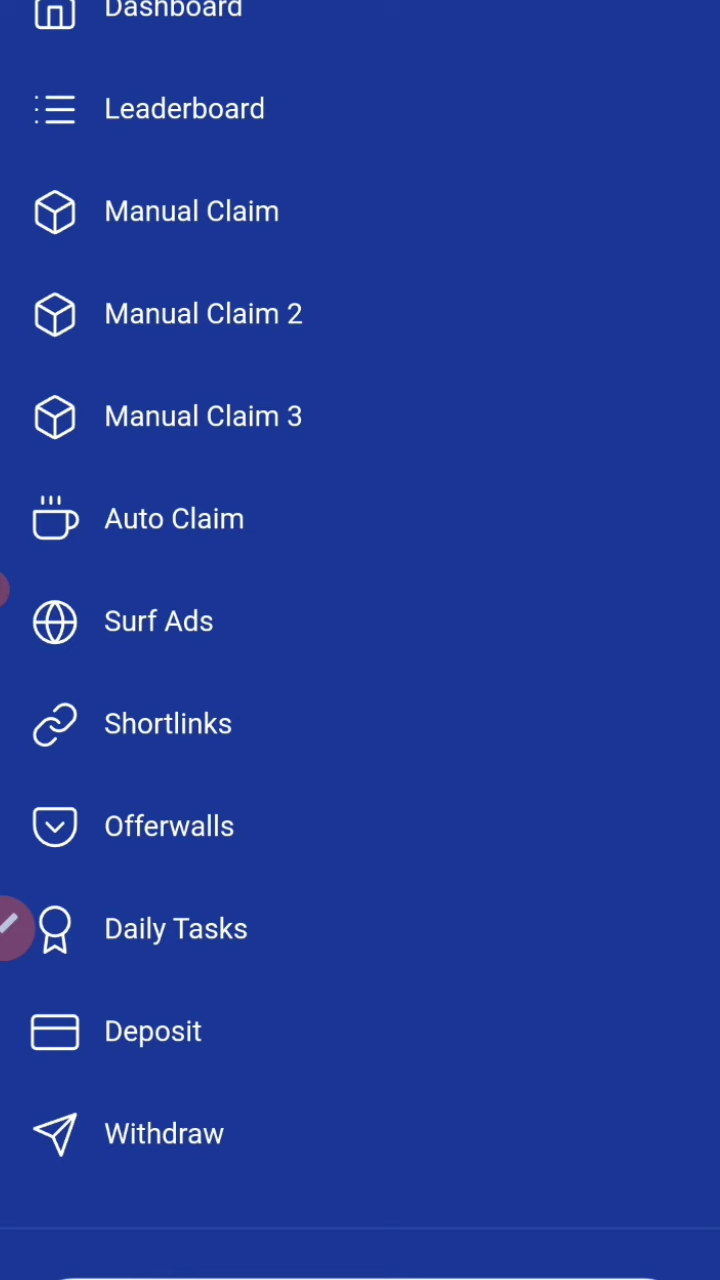 Dashboard
Leaderboard
Manual Claim
Manual Claim 2
Manual Claim 3
Auto Claim
Surf Ads
Shortlinks
Offerwalls
Daily Tasks
Deposit
Withdraw